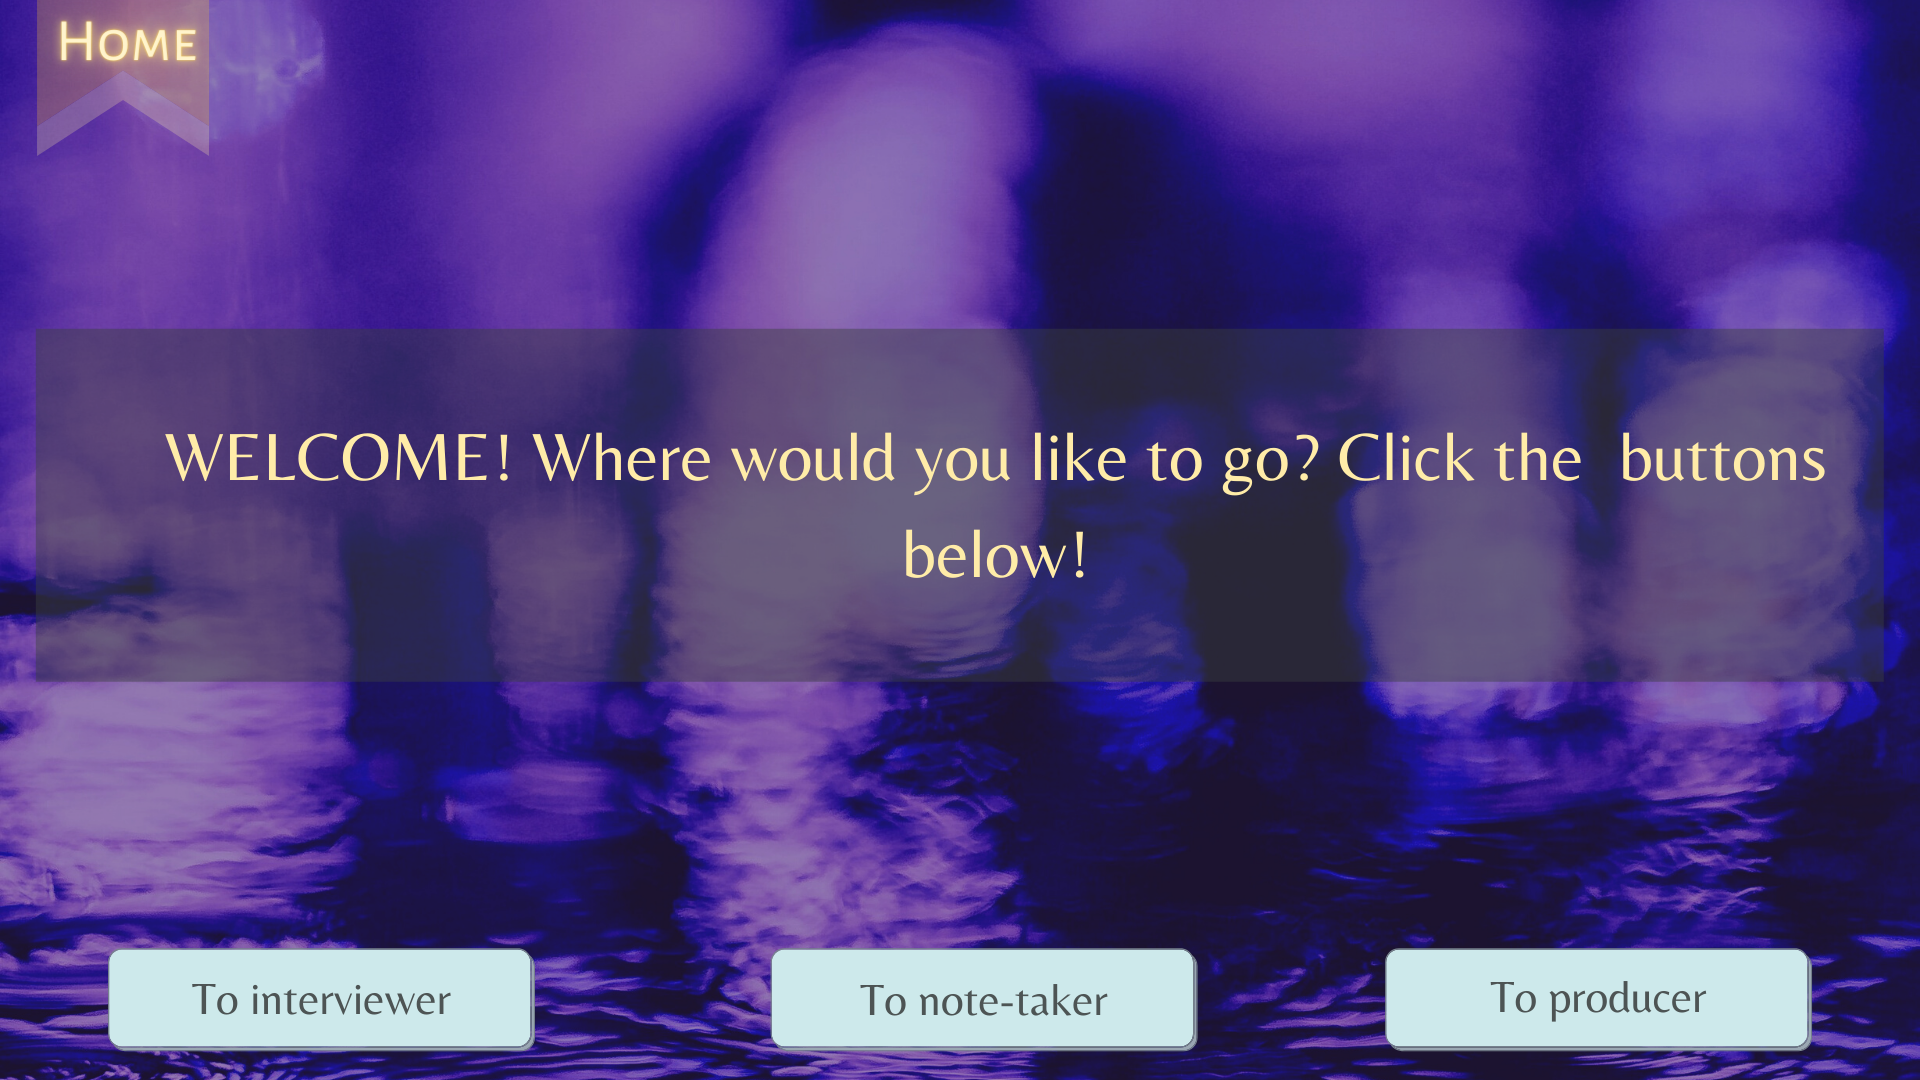 HOME
WELCOME! Where would you like to go? Click the  buttons
below!
To interviewer
To note-taker
To producer